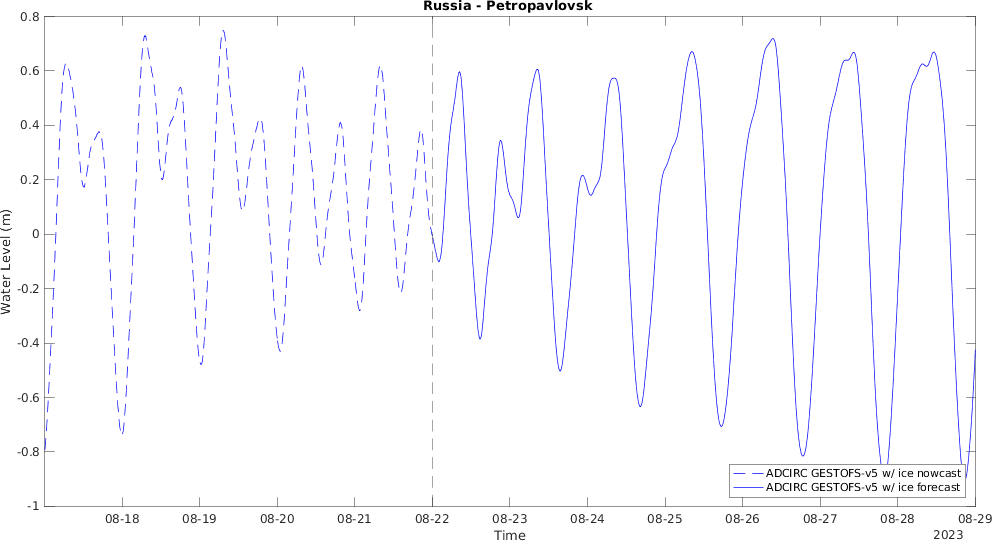 Russia - Petropavlovsk
0.8
0.6
0.4
0.2
0
-0.2
-0.4
-0.6
-0.8
-1
Water Level (m)
ADCIRC GESTOFS-v5 w/ ice nowcast
ADCIRC GESTOFS-v5 w/ ice forecast
08-18 08-19 08-20 08-21 08-22 08-23 08-24 08-25 08-26 08-27 08-28 08-29
Time
2023